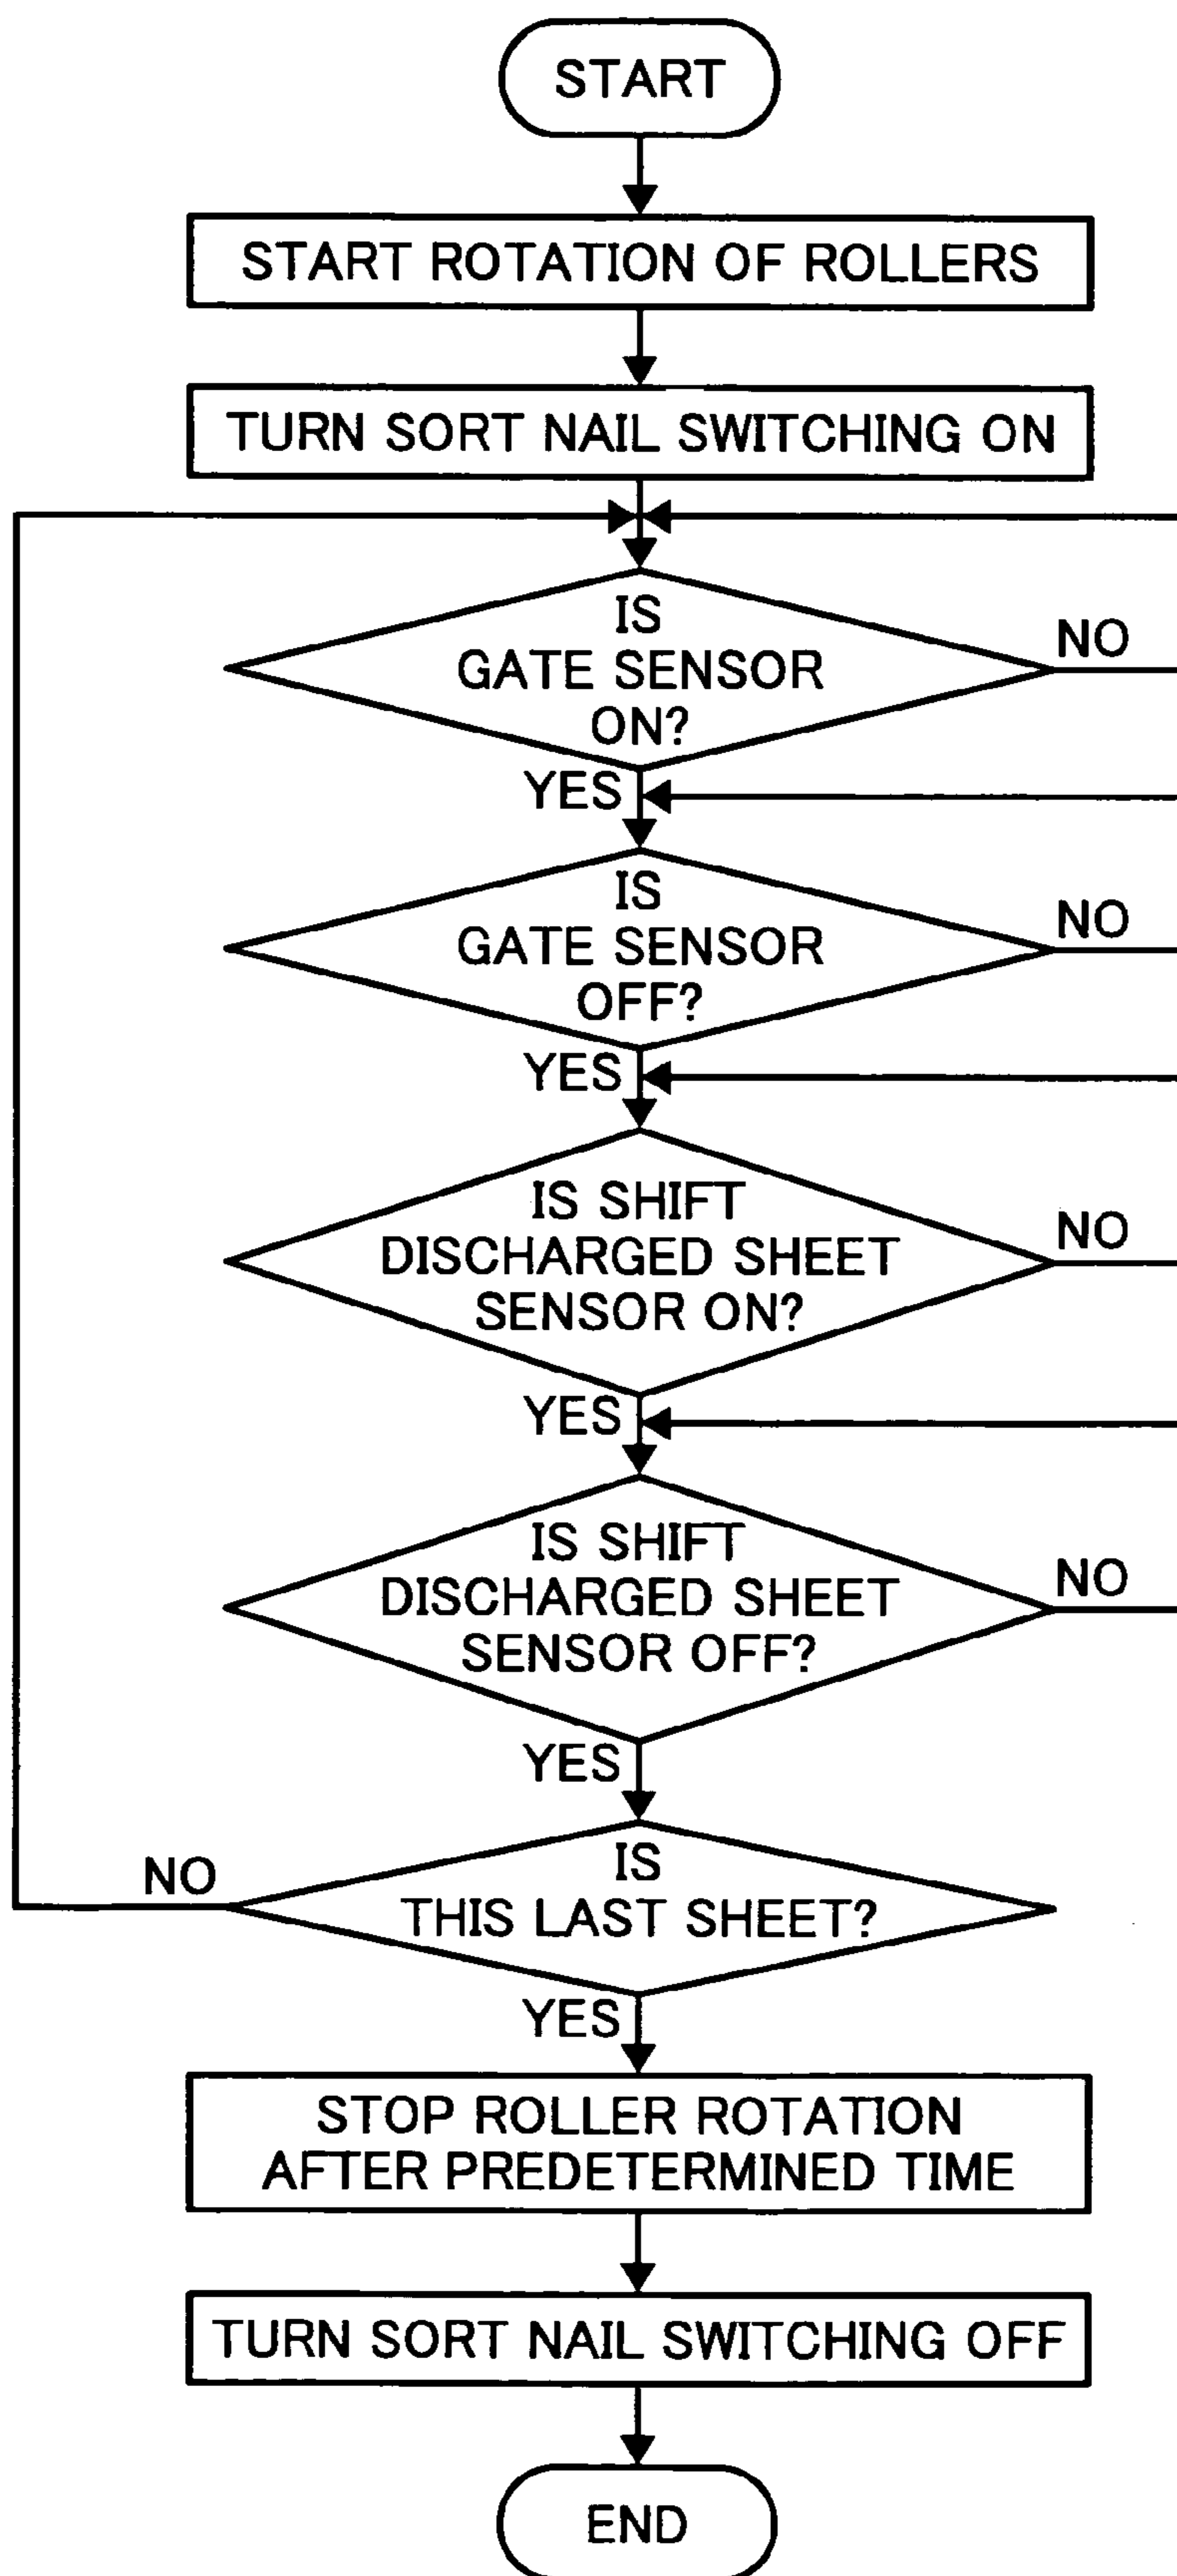 START
START ROTATION OF ROLLERS
TURN SORT NAIL SWITCHING ON
IS
GATE SENSOR
ON?
NO
YES
IS
GATE SENSOR
OFF?
NO
YES
IS SHIFT
DISCHARGED SHEET
SENSOR ON?
NO
YES
IS SHIFT
DISCHARGED SHEET
SENSOR OFF?
NO
YES
IS
THIS LAST SHEET?
NO
YES
STOP ROLLER ROTATION
AFTER PREDETERMINED TIME
TURN SORT NAIL SWITCHING OFF
END